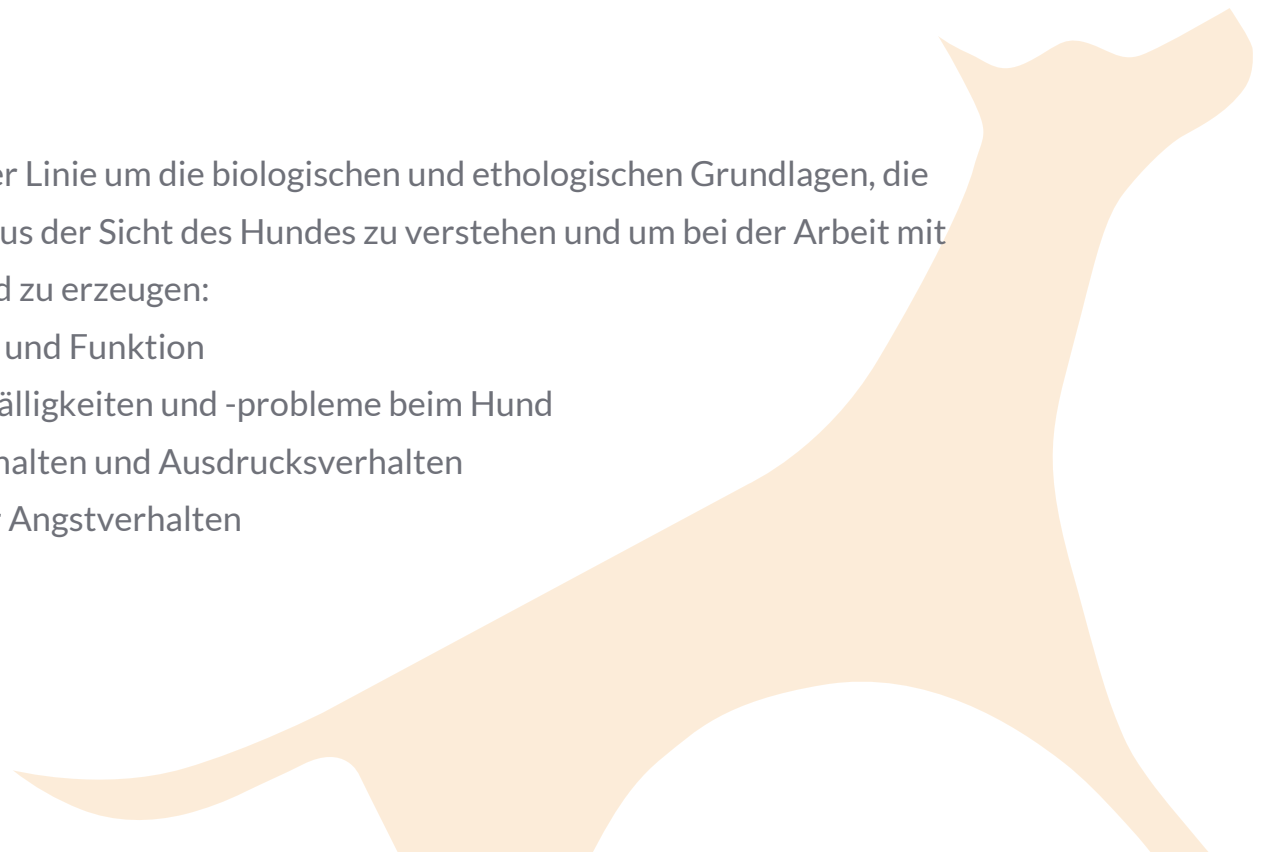 er Linie um die biologischen und ethologischen Grundlagen, die
us der Sicht des Hundes zu verstehen und um bei der Arbeit mit
d zu erzeugen:
und Funktion
älligkeiten und -probleme beim Hund
halten und Ausdrucksverhalten
Angstverhalten